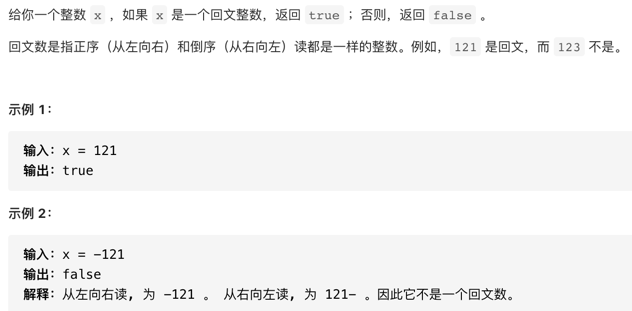 给你一个整数 x ，如果 x 是一个回文整数，返回 true ；否则，返回 false 。
回文数是指正序（从左向右）和倒序（从右向左）读都是一样的整数。例如，121 是回文，而 123 不是。
示例 1：
输入：x = 121
输出：true
示例 2：
输入：x = -121
输出：false
解释：从左向右读, 为 -121 。 从右向左读, 为 121- 。因此它不是一个回文数。